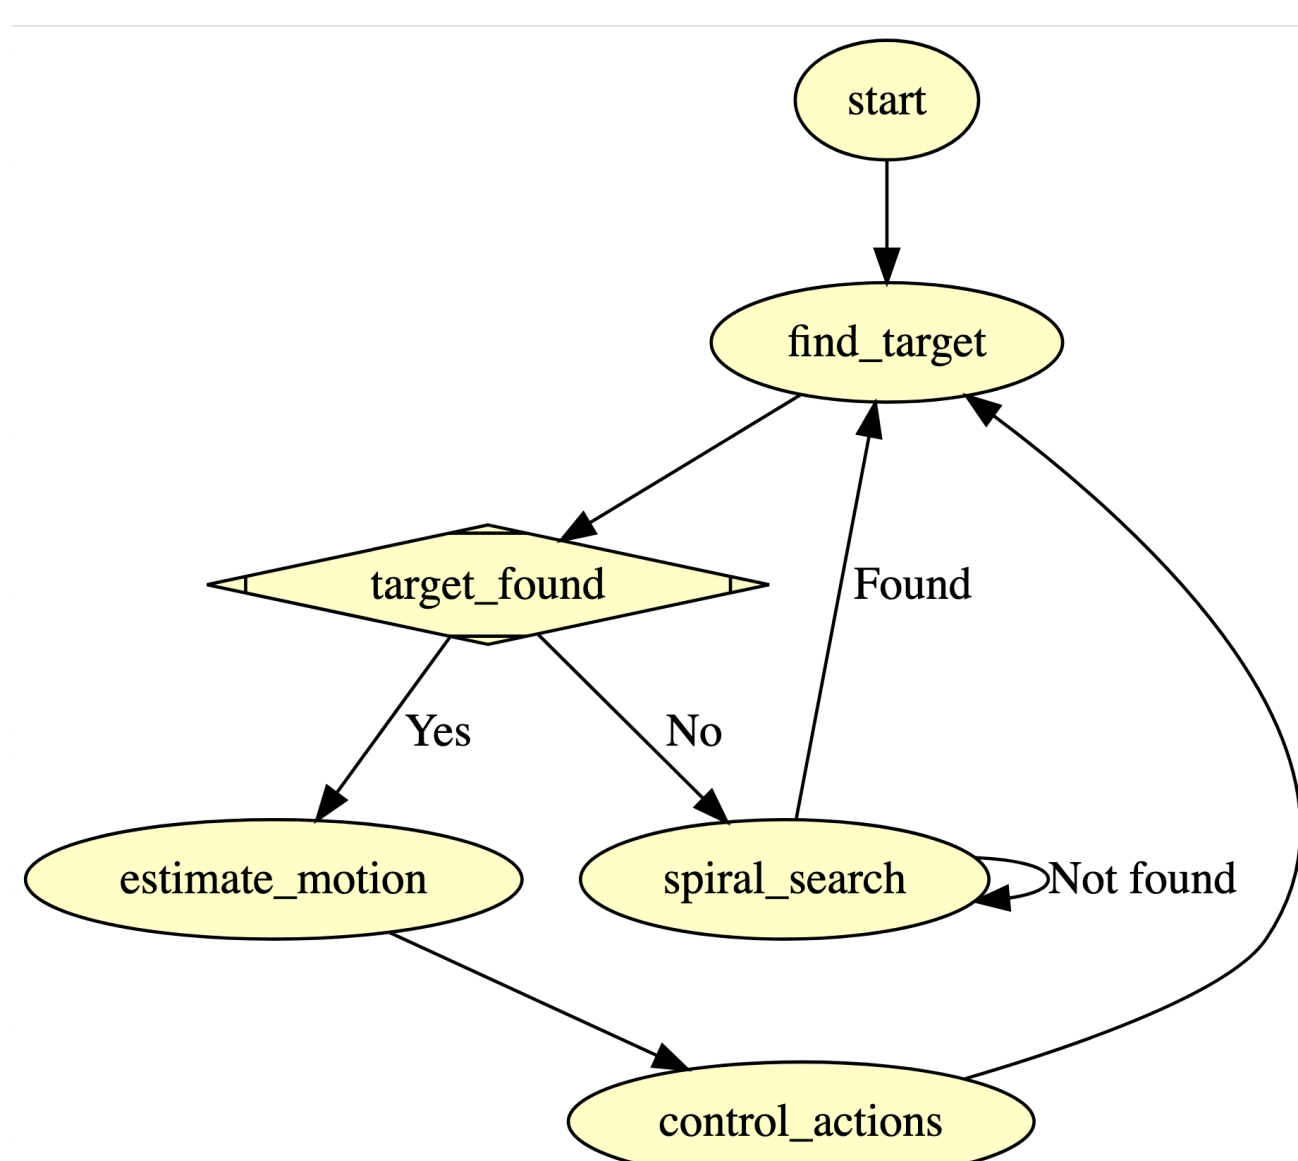 start
find_target
target_found
Found
Yes
No
estimate_motion
spiral_search
Not found
control_actions